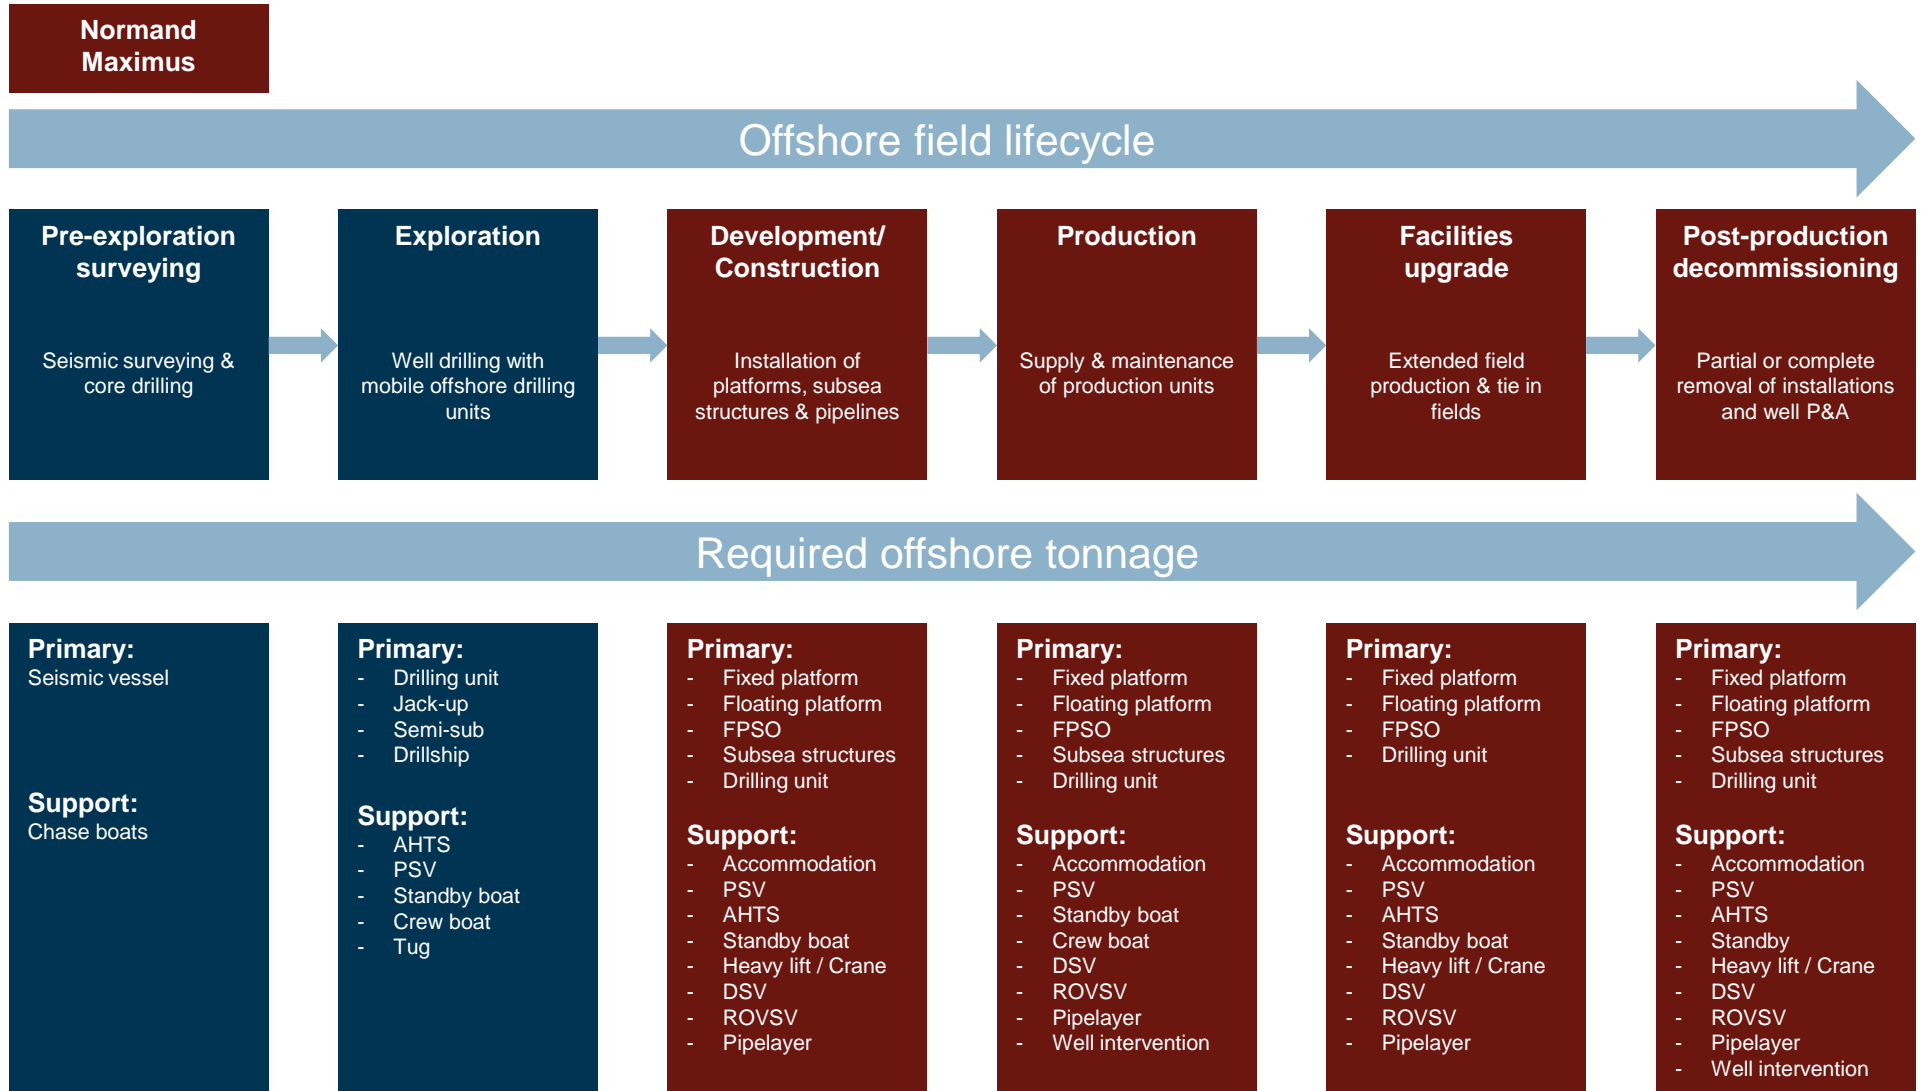 Normand
Maximus
Offshore field lifecycle
Pre-exploration
surveying
Seismic surveying &
core drilling
Exploration
Well drilling with
mobile offshore drilling
units
Development/
Construction
Installation of
platforms, subsea
structures & pipelines
Production
Supply & maintenance
of production units
Facilities
upgrade
Extended field
production & tie in
fields
Post-production
decommissioning
Partial or complete
removal of installations
and well P&A
Required offshore tonnage
Primary:
Seismic vessel
Support:
Chase boats
Primary:
- Drilling unit
- Jack-up
- Semi-sub
- Drillship
Support:
- AHTS
- PSV
- Standby boat
- Crew boat
- Tug
Primary:
- Fixed platform
- Floating platform
- FPSO
- Subsea structures
- Drilling unit
Support:
- Accommodation
- PSV
- AHTS
- Standby boat
- Heavy lift / Crane
- DSV
- ROVSV
- Pipelayer
Primary:
- Fixed platform
- Floating platform
- FPSO
- Subsea structures
- Drilling unit
Support:
- Accommodation
- PSV
- Standby boat
- Crew boat
- DSV
- ROVSV
- Pipelayer
- Well intervention
Primary:
- Fixed platform
- Floating platform
- FPSO
- Drilling unit
Support:
- Accommodation
- PSV
- AHTS
- Standby boat
- Heavy lift / Crane
- DSV
- ROVSV
- Pipelayer
Primary:
- Fixed platform
- Floating platform
- FPSO
- Subsea structures
- Drilling unit
Support:
- Accommodation
- PSV
- AHTS
- Standby
- Heavy lift / Crane
- DSV
- ROVSV
- Pipelayer
- Well intervention